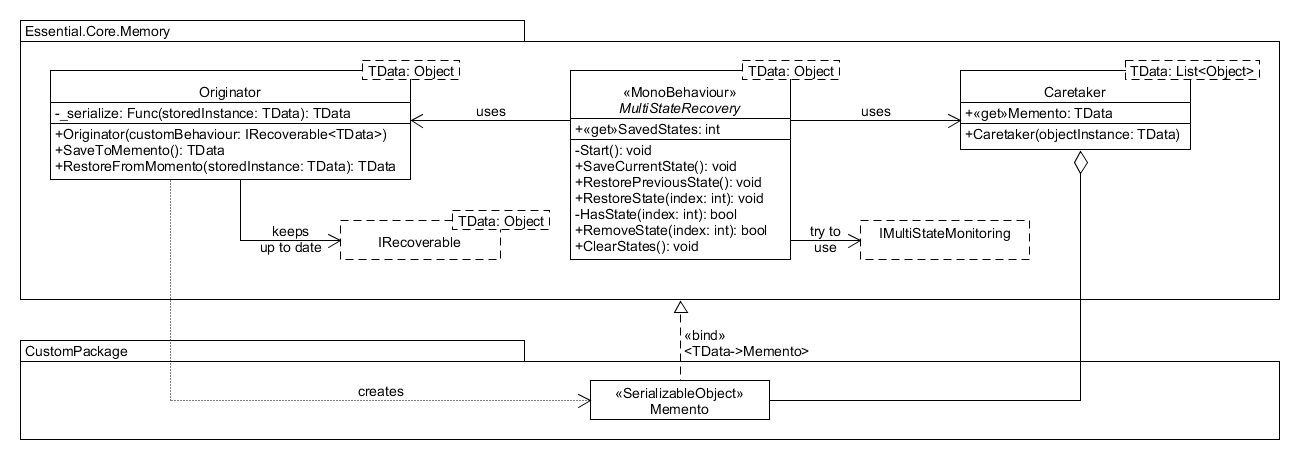 Essential.Core.Memory
TData: Object
Originator
-_serialize: Func(storedInstance: TData): TData
+Originator(customBehaviour: IRecoverable<TData>)
+SaveToMemento(): TData
+RestoreFromMomento(storedInstance: TData): TData
uses
TData: Object
«MonoBehaviour»
MultiStateRecovery
+«get»SavedStates: int
-Start(): void
+SaveCurrentState(): void
+RestorePreviousState(): void
+RestoreState(index: int): void
-HasState(index: int): bool
+RemoveState(index: int): bool
+ClearStates(): void
uses
TData: List<Object>
Caretaker
+«get»Memento: TData
+Caretaker(objectInstance: TData)
keeps
up to date
TData: Object
IRecoverable
try to
use
IMultiStateMonitoring
«bind»
<TData->Memento>
CustomPackage
creates
«SerializableObject»
Memento